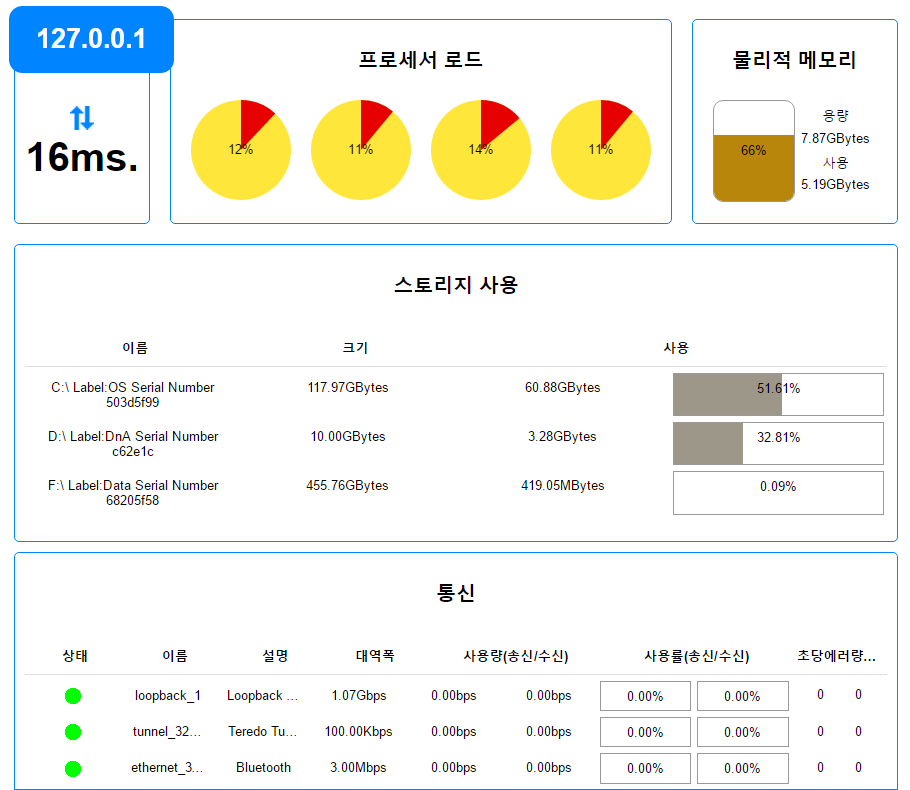 127.0.0.1
16ms.
프로세서 로드
12%
11%
14%
11%
물리적 메모리
66%
용량
7.87GBytes
사용
5.19GBytes
스토리지 사용
이름 크기 사용
C:\ Label:OS Serial Number
503d5f99
117.97GBytes 60.88GBytes 51.61%
D:\ Label:DnA Serial Number
c62e1c
10.00GBytes 3.28GBytes 32.81%
F:\ Label:Data Serial Number
68205f58
455.76GBytes 419.05MBytes 0.09%
통신
상태 이름 설명 대역폭 사용량(송신/수신) 사용률(송신/수신) 초당에러량...
loopback_1 Loopback ... 1.07Gbps 0.00bps 0.00bps 0.00% 0.00% 0 0
tunnel_32... Teredo Tu... 100.00Kbps 0.00bps 0.00bps 0.00% 0.00% 0 0
ethernet_3... Bluetooth 3.00Mbps 0.00bps 0.00bps 0.00% 0.00% 0 0